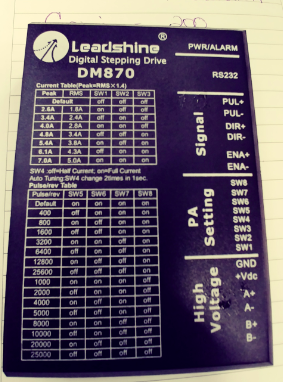 Leadshine®
Digital Stepping Drive
DM870
PWR/ALARM
RS232
Current Table(Peak=RMS×1.4)
Peak RMS SW1 SW2 SW3
Default off off off
2.6A 1.8A on off off
3.4A 2.4A off on off
4.0A 2.8A on on off
4.8A 3.4A off off on
5.4A 3.8A on off on
6.1A 4.3A off on on
7.0A 5.0A on on on
SW4 :off=Half Current; on=Full Current
Auto Tuning:SW4 change 2times in 1sec.
Pulse/rev Table
Pulse/rev SW5 SW6 SW7 SW8
Default on on on on
400 off on on on
800 on off on on
1600 off off on on
3200 on on off on
6400 off on off on
12800 on off off on
25600 off off off on
1000 on on on off
2000 off on on off
4000 on off on off
5000 off off on off
8000 on on off off
10000 off on off off
20000 on off off off
25000 off off off off
Signal
PUL+
PUL-
DIR+
DIR-
ENA+
ENA-
PA Setting
SW8
SW7
SW6
SW5
SW4
SW3
SW2
SW1
High Voltage
GND
+Vdc
A+
A-
B+
B-